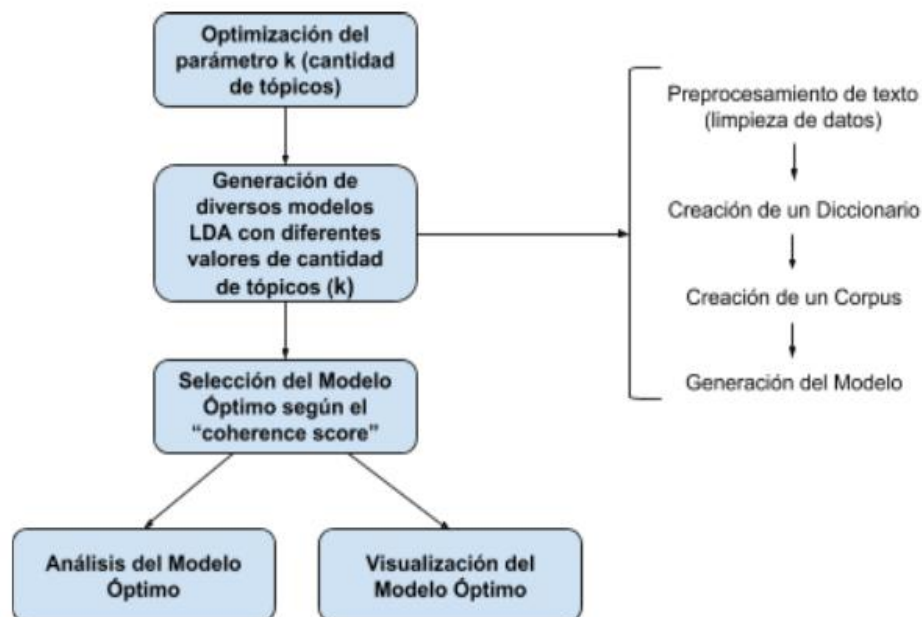 Optimización del
parámetro k (cantidad
de tópicos)
Generación de
diversos modelos
LDA con diferentes
valores de cantidad
de tópicos (k)
Selección del Modelo
Óptimo según el
“coherence score”
Análisis del Modelo
Óptimo
Visualización del
Modelo Óptimo
Preprocesamiento de texto
(limpieza de datos)
Creación de un Diccionario
Creación de un Corpus
Generación del Modelo